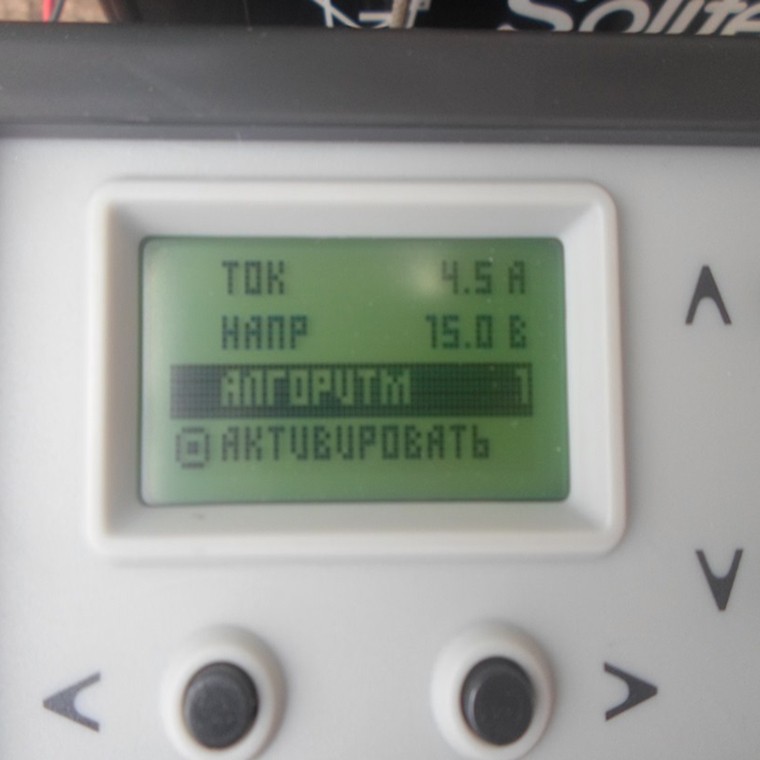 ТОК 4.5 А
НАПР 15.0 В
АЛГОРИТМ 1
АКТИВИРОВАТЬ